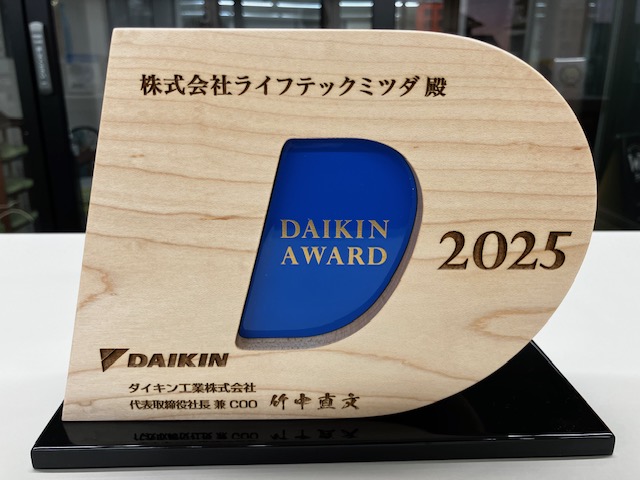 株式会社ライフテックミツダ 殿
DAIKIN
AWARD
2025
DAIKIN
ダイキン工業株式会社
代表取締役社長 兼 COO 竹中直文